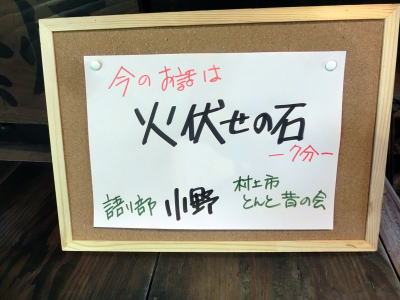 今のお話は
火伏せの石
ー7分ー
語り部 小野
村上市
とんと昔の会